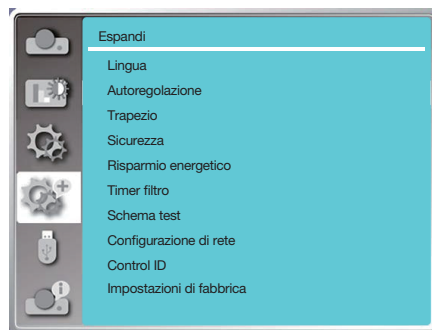 Espandi
Lingua
Autoregolazione
Trapezio
Sicurezza
Risparmio energetico
Timer filtro
Schema test
Configurazione di rete
Control ID
Impostazioni di fabbrica